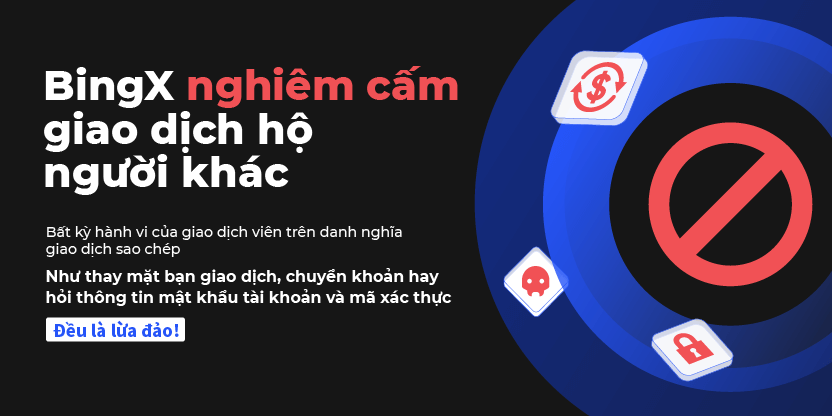 BingX nghiêm cấm
giao dịch hộ
người khác
Bất kỳ hành vi của giao dịch viên trên danh nghĩa
giao dịch sao chép
Như thay mặt bạn giao dịch, chuyển khoản hay
hỏi thông tin mật khẩu tài khoản và mã xác thực
Đều là lừa đảo!
$